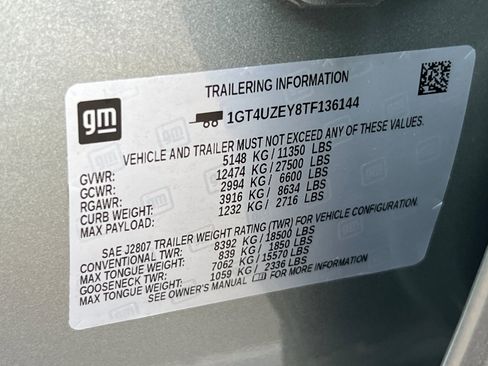 TRAILERING INFORMATION
gm
1GT4UZEY8TF136144
VEHICLE AND TRAILER MUST NOT EXCEED ANY OF THESE VALUES.
GVWR: 5148 KG/11350 LBS
GCWR: 12474 KG/27500 LBS
RGAWR: 2994 KG/6600 LBS
CURB WEIGHT: 3916 KG/8634 LBS
MAX PAYLOAD: 1232 KG/2716 LBS
SAE J2807 TRAILER WEIGHT RATING (TWR) FOR VEHICLE CONFIGURATION.
CONVENTIONAL TWR: 8392 KG/18500 LBS
MAX TONGUE WEIGHT: 839 KG/1850 LBS
GOOSENECK TWR: 7062 KG/15570 LBS
MAX TONGUE WEIGHT: 1059 KG/2336 LBS
SEE OWNER'S MANUAL FOR MORE INFORMATION